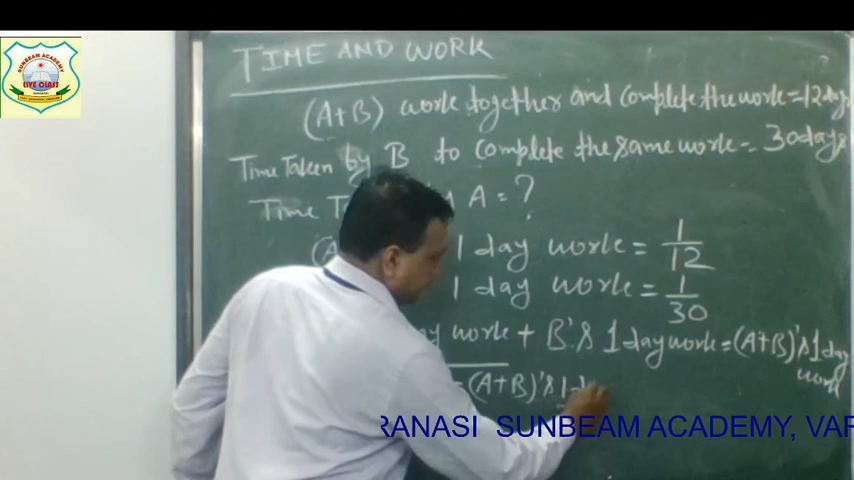 SUNBEAM ACADEMY
LIVE CLASS
TIME AND WORK
(A+B) work together and complete the work = 12 days
Time Taken by B to complete the same work = 30 days
Time A = ?
1 day work = 1/12
1 day work = 1/30
work + B's 1 day work = (A+B)'s 1 day
work
= (A+B)'s 1 d
RANASI SUNBEAM ACADEMY, VAR